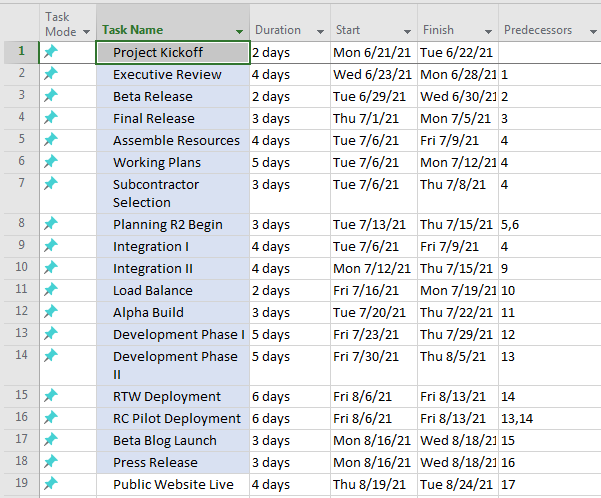 Task Mode Task Name Duration Start Finish Predecessors
1 Project Kickoff 2 days Mon 6/21/21 Tue 6/22/21
2 Executive Review 4 days Wed 6/23/21 Mon 6/28/21 1
3 Beta Release 2 days Tue 6/29/21 Wed 6/30/21 2
4 Final Release 3 days Thu 7/1/21 Mon 7/5/21 3
5 Assemble Resources 4 days Tue 7/6/21 Fri 7/9/21 4
6 Working Plans 5 days Tue 7/6/21 Mon 7/12/21 4
7 Subcontractor Selection 3 days Tue 7/6/21 Thu 7/8/21 4
8 Planning R2 Begin 3 days Tue 7/13/21 Thu 7/15/21 5,6
9 Integration I 4 days Tue 7/6/21 Fri 7/9/21 4
10 Integration II 4 days Mon 7/12/21 Thu 7/15/21 9
11 Load Balance 2 days Fri 7/16/21 Mon 7/19/21 10
12 Alpha Build 3 days Tue 7/20/21 Thu 7/22/21 11
13 Development Phase I 5 days Fri 7/23/21 Thu 7/29/21 12
14 Development Phase II 5 days Fri 7/30/21 Thu 8/5/21 13
15 RTW Deployment 6 days Fri 8/6/21 Fri 8/13/21 14
16 RC Pilot Deployment 6 days Fri 8/6/21 Fri 8/13/21 13,14
17 Beta Blog Launch 3 days Mon 8/16/21 Wed 8/18/21 15
18 Press Release 3 days Mon 8/16/21 Wed 8/18/21 16
19 Public Website Live 4 days Thu 8/19/21 Tue 8/24/21 17